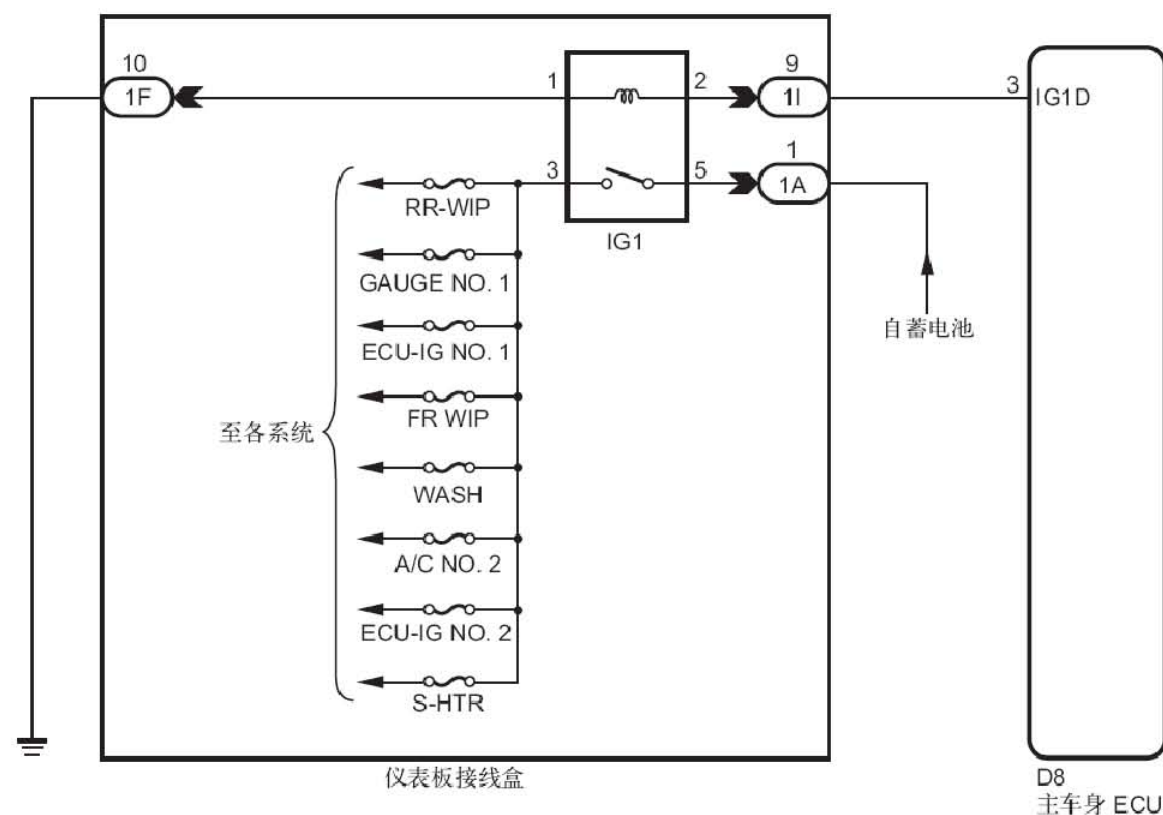 10
1F
1
2
9
1I
3
IG1D
3
5
1
1A
IG1
RR-WIP
GAUGE NO. 1
ECU-IG NO. 1
FR WIP
WASH
A/C NO. 2
ECU-IG NO. 2
S-HTR
至各系统
自蓄电池
仪表板接线盒
D8
主车身 ECU